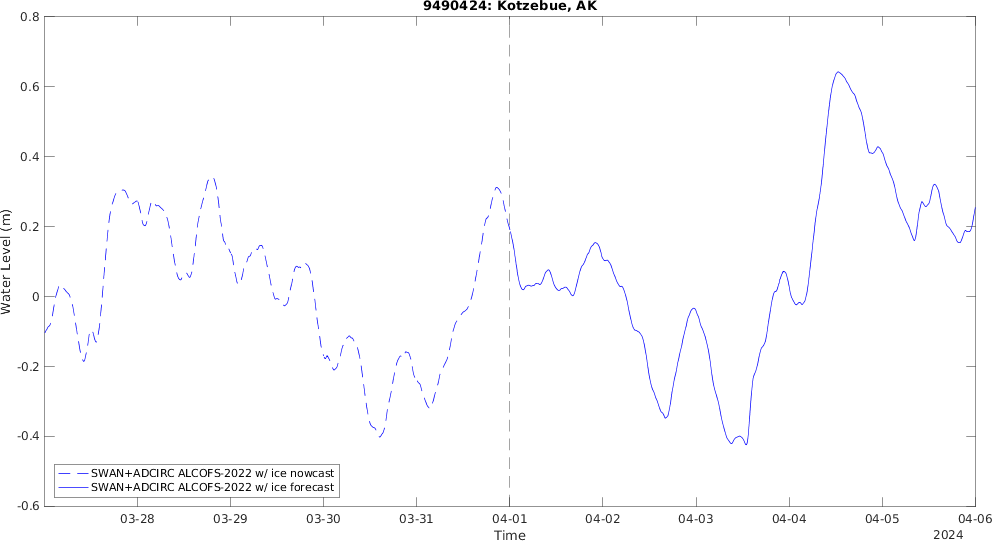 9490424: Kotzebue, AK
0.8
0.6
0.4
0.2
0
-0.2
-0.4
-0.6
Water Level (m)
SWAN+ADCIRC ALCOFS-2022 w/ ice nowcast
SWAN+ADCIRC ALCOFS-2022 w/ ice forecast
03-28 03-29 03-30 03-31 04-01 04-02 04-03 04-04 04-05 04-06
Time
2024